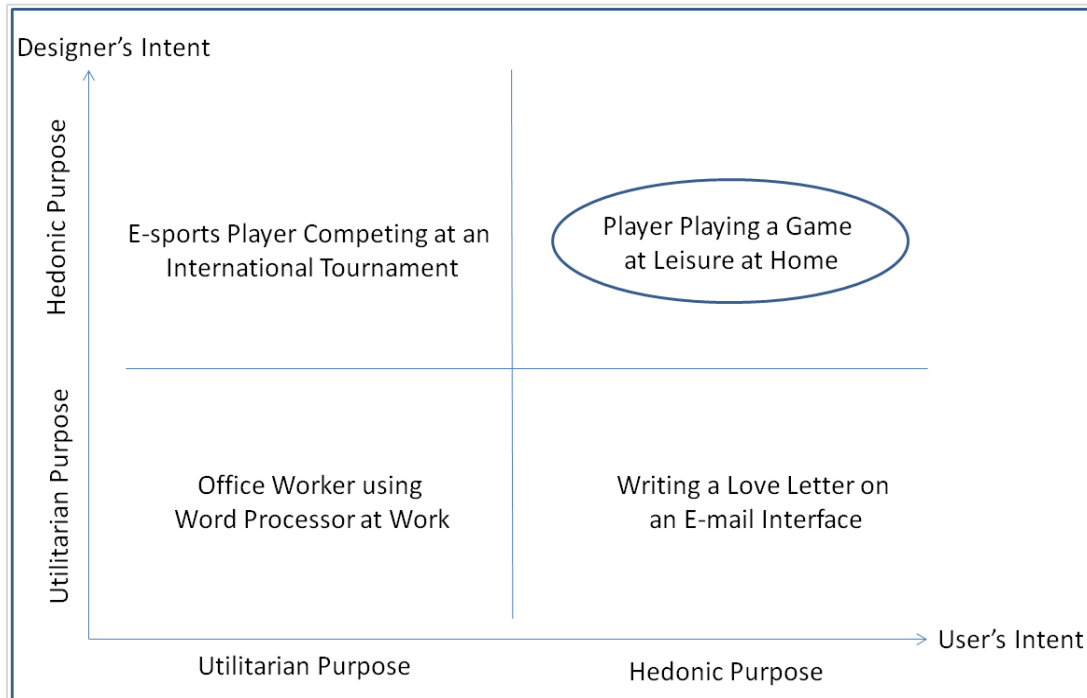 Designer’s Intent
Hedonic Purpose
E-sports Player Competing at an
International Tournament
Player Playing a Game
at Leisure at Home
Utilitarian Purpose
Office Worker using
Word Processor at Work
Writing a Love Letter on
an E-mail Interface
User’s Intent
Utilitarian Purpose
Hedonic Purpose